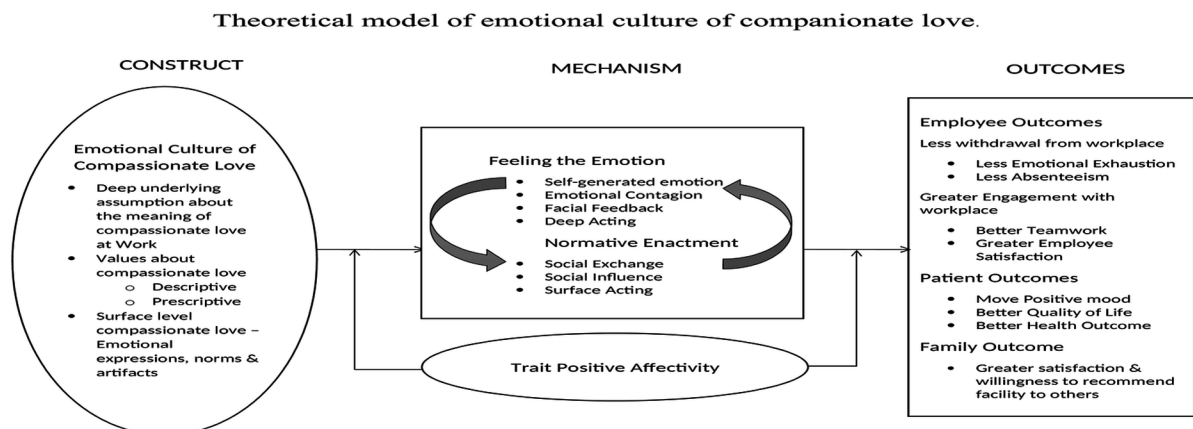 Theoretical model of emotional culture of companionate love.
CONSTRUCT
Emotional Culture of
Compassionate Love
• Deep underlying
assumption about
the meaning of
compassionate love
at Work
• Values about
compassionate love
o Descriptive
o Prescriptive
• Surface level
compassionate love –
Emotional
expressions, norms &
artifacts
MECHANISM
Feeling the Emotion
• Self-generated emotion
• Emotional Contagion
• Facial Feedback
• Deep Acting
Normative Enactment
• Social Exchange
• Social Influence
• Surface Acting
Trait Positive Affectivity
OUTCOMES
Employee Outcomes
Less withdrawal from workplace
• Less Emotional Exhaustion
• Less Absenteeism
Greater Engagement with
workplace
• Better Teamwork
• Greater Employee
Satisfaction
Patient Outcomes
• Move Positive mood
• Better Quality of Life
• Better Health Outcome
Family Outcome
• Greater satisfaction &
willingness to recommend
facility to others